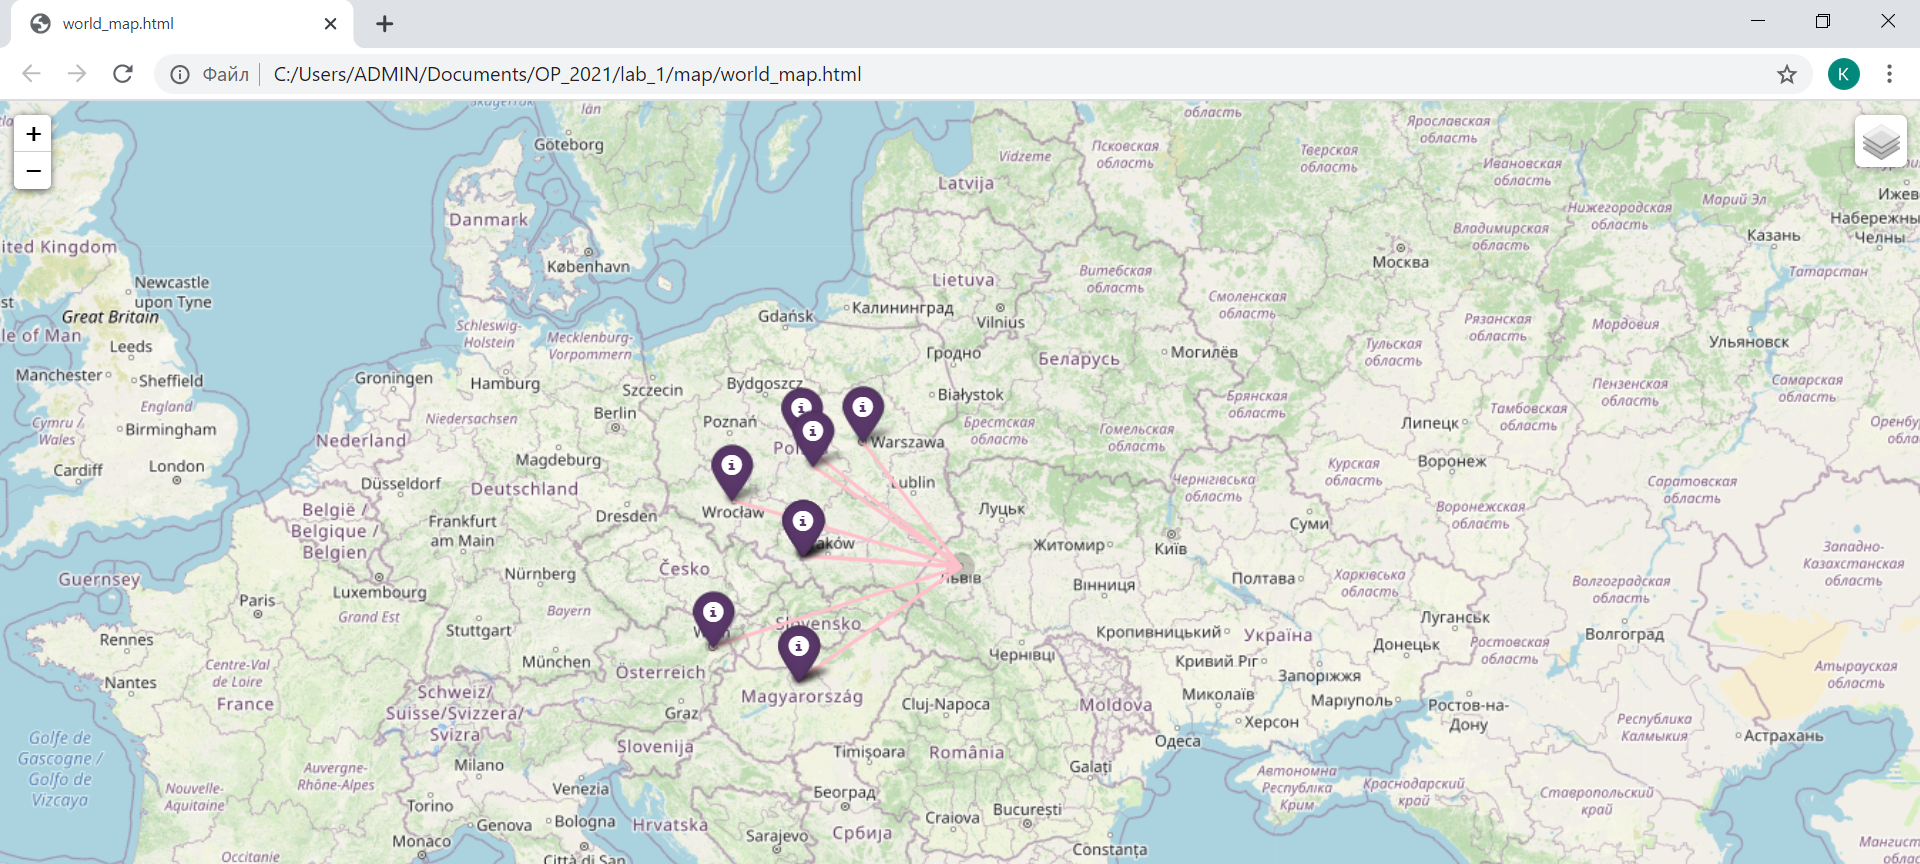 world_map.html
Файл
C:/Users/ADMIN/Documents/OP_2021/lab_1/map/world_map.html
K
+
−
län
область
Ярославская
область
Göteborg
Псковская
область
Vidzeme
Тверская
область
Ивановская
область
Latvija
Ижев
Марий Эл
Danmark
Нижегородская
область
Набережны
Челны
Владимирская
область
Казань
ited Kingdom
København
Москва
Витебская
область
Татарстан
Newcastle
upon Tyne
Lietuva
st
Great Britain
Смоленская
область
Gdańsk
Калининград
Vilnius
Рязанская
область
Мордовия
le of Man
Schleswig-
Holstein
Mecklenburg-
Vorpommern
Ульяновск
Leeds
Гродно
Беларусь
Могилёв
Тульская
область
Manchester
Sheffield
Groningen
Hamburg
Szczecin
Bydgoszcz
Białystok
Пензенская
область
Самарская
область
England
Niedersachsen
Berlin
Poznań
Брянская
область
Тамбовская
область
Липецк
Cymru /
Wales
Birmingham
Nederland
Брестская
область
Гомельская
область
Warszawa
Cardiff
London
Magdeburg
Воронеж
Düsseldorf
Deutschland
Курская
область
Саратовская
область
Lublin
Чернігівська
область
België /
Belgique /
Belgien
Wrocław
Dresden
Луцьк
Воронежская
область
Frankfurt
am Main
Суми
Житомир
Київ
Западно-
Казахстанская
область
Guernsey
Česko
Nürnberg
Львів
Вінниця
Полтава
Харківська
область
Волгоградская
область
Luxembourg
Paris
Grand Est
Bayern
Slovensko
Луганськ
Rennes
Stuttgart
Кропивницький
Україна
Донецьк
Волгоград
Ростовская
область
Чернівці
München
Österreich
Кривий Ріг
Запоріжжя
Атырауская
область
Centre-Val
de Loire
Nantes
France
Schweiz/
Suisse/Svizzera/
Svizra
Magyarország
Миколаїв
Маріуполь
Cluj-Napoca
Moldova
Ростов-на-
Дону
Graz
Херсон
Республика
Калмыкия
Golfe de
Gascogne /
Golfo de
Vizcaya
Slovenija
Timișoara
România
Одеса
Астрахань
Milano
Galați
Auvergne-
Rhône-Alpes
Автономна
Республіка
Крим
Краснодарский
край
Ставропольский
край
Nouvelle-
Aquitaine
Venezia
Београд
Torino
București
Genova
Bologna
Hrvatska
Craiova
Србија
Monaco
Sarajevo
Constanța
Occitanie
Città di San